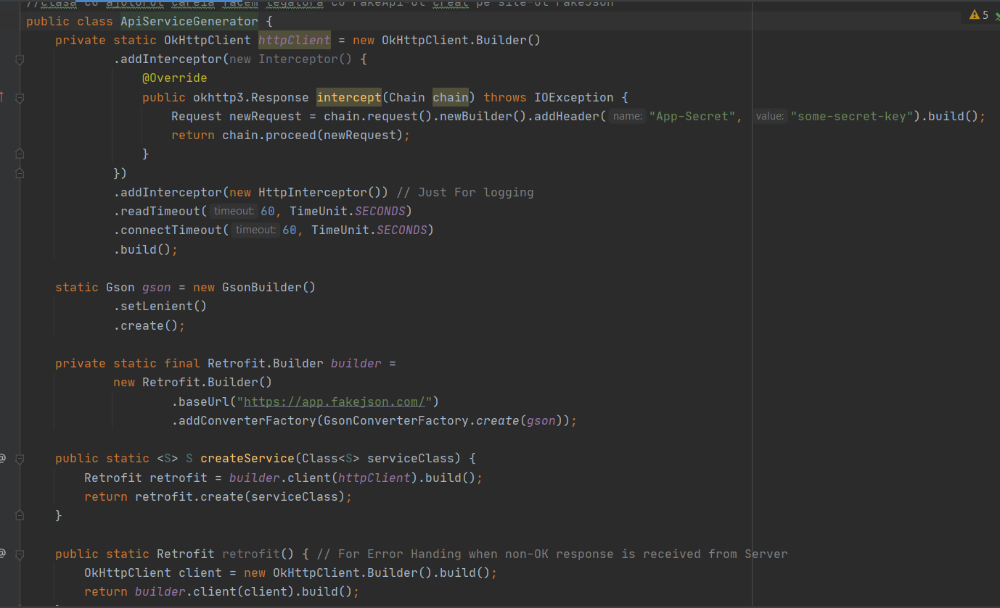 //Clasa cu ajutorul careia facem legatura cu FakeApi-ul creat pe site-ul FakeJson
public class ApiServiceGenerator {
5
private static OkHttpClient httpClient = new OkHttpClient.Builder()
.addInterceptor(new Interceptor() {
@Override
public okhttp3.Response intercept(Chain chain) throws IOException {
Request newRequest = chain.request().newBuilder().addHeader( name: "App-Secret", value: "some-secret-key").build();
return chain.proceed(newRequest);
}
})
.addInterceptor(new HttpInterceptor()) // Just For logging
.readTimeout( timeout: 60, TimeUnit.SECONDS)
.connectTimeout( timeout: 60, TimeUnit.SECONDS)
.build();
static Gson gson = new GsonBuilder()
.setLenient()
.create();
private static final Retrofit.Builder builder =
new Retrofit.Builder()
.baseUrl("https://app.fakejson.com/")
.addConverterFactory(GsonConverterFactory.create(gson));
public static <S> S createService(Class<S> serviceClass) {
Retrofit retrofit = builder.client(httpClient).build();
return retrofit.create(serviceClass);
}
public static Retrofit retrofit() { // For Error Handing when non-OK response is received from Server
OkHttpClient client = new OkHttpClient.Builder().build();
return builder.client(client).build();